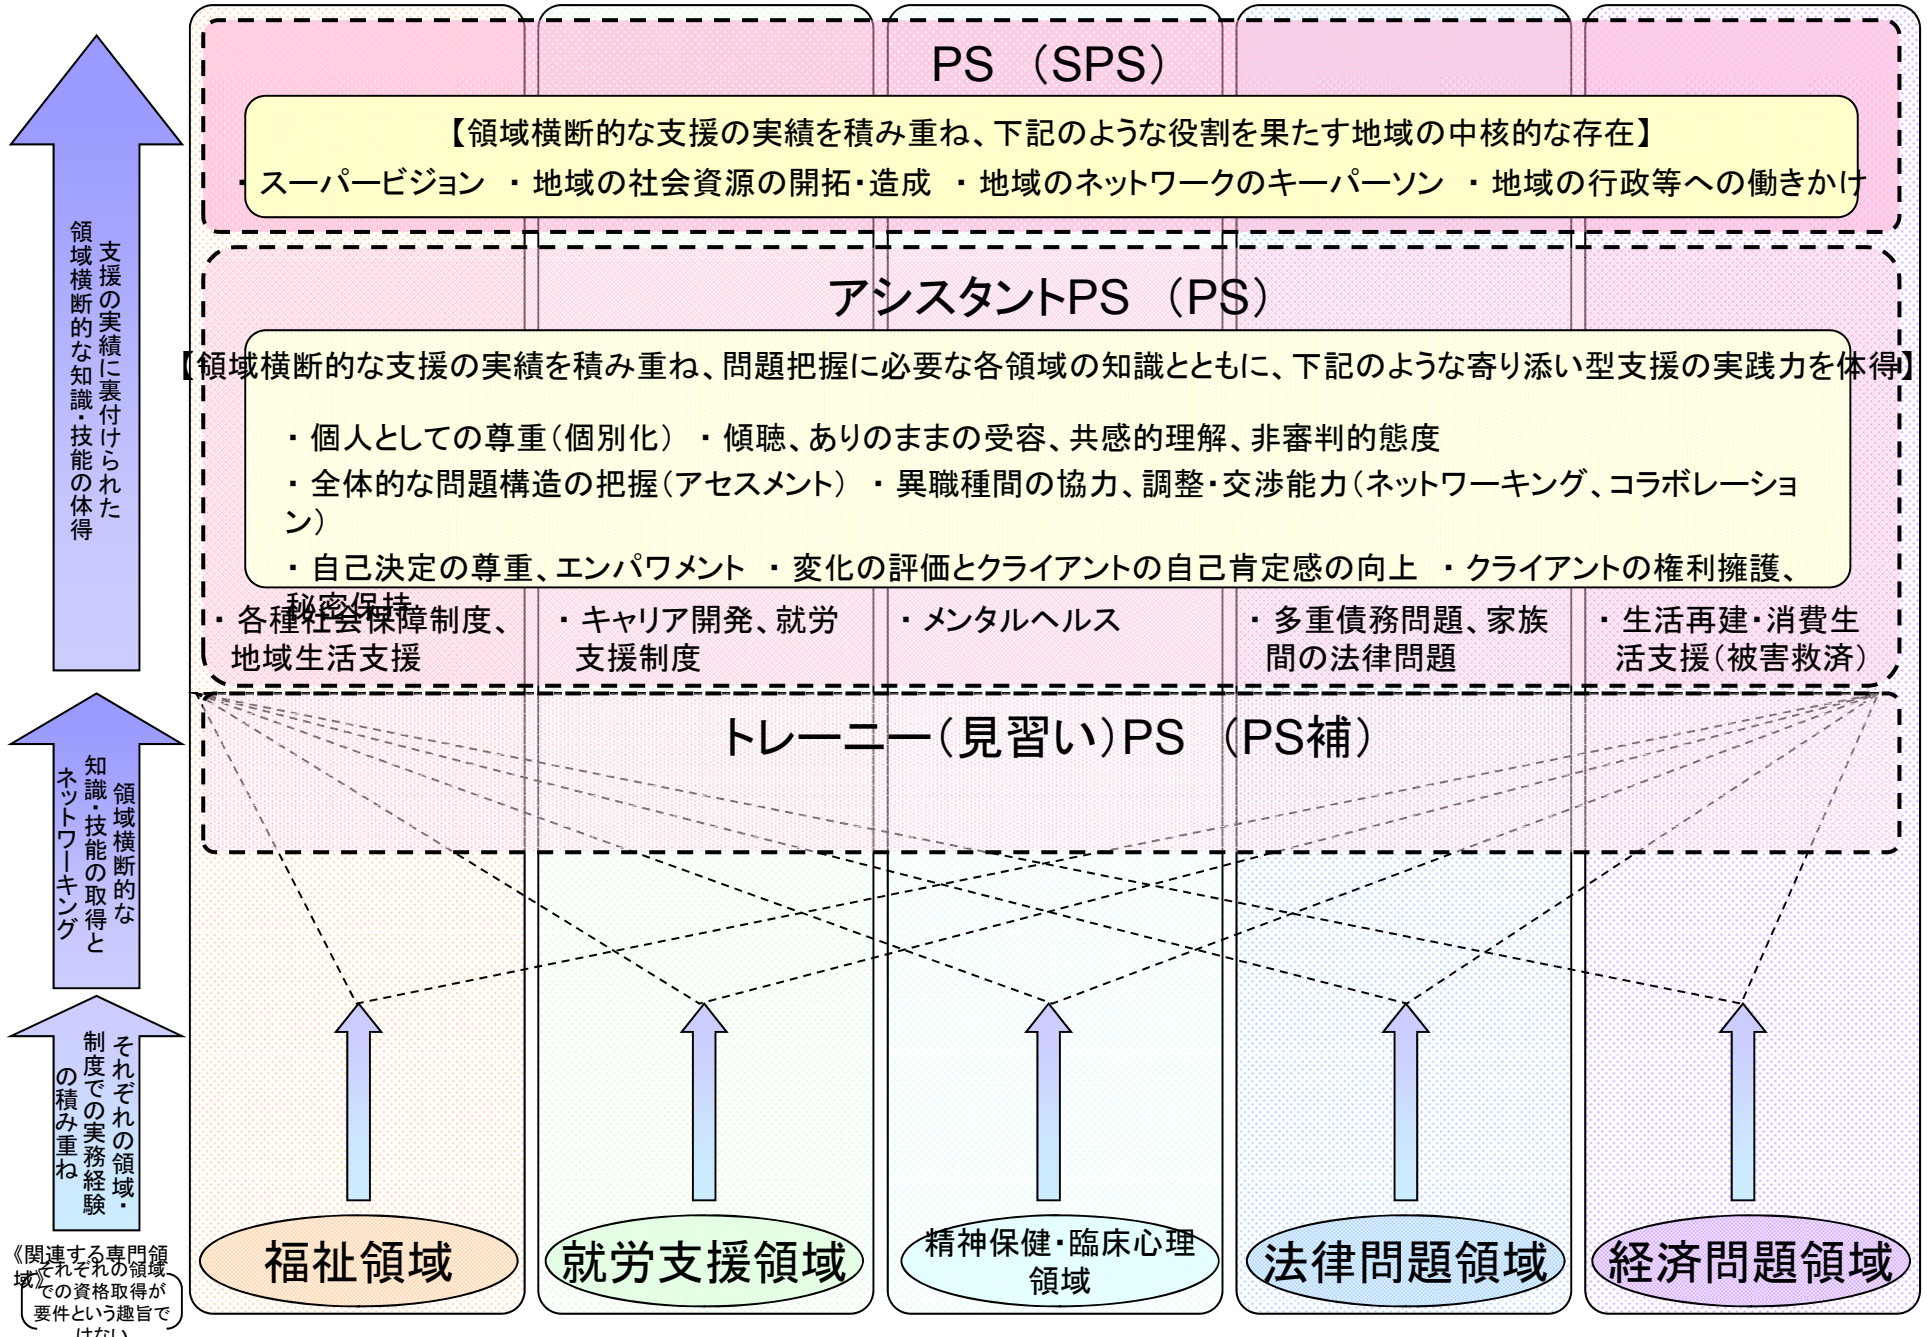 PS （SPS）
【領域横断的な支援の実績を積み重ね、下記のような役割を果たす地域の中核的な存在】
・ スーパービジョン ・ 地域の社会資源の開拓・造成 ・ 地域のネットワークのキーパーソン ・ 地域の行政等への働きかけ
アシスタントPS （PS）
【領域横断的な支援の実績を積み重ね、問題把握に必要な各領域の知識とともに、下記のような寄り添い型支援の実践力を体得】
・ 個人としての尊重（個別化） ・ 傾聴、ありのままの受容、共感的理解、非審判的態度
・ 全体的な問題構造の把握（アセスメント） ・ 異職種間の協力、調整・交渉能力（ネットワーキング、コラボレーショ
ン）
・ 自己決定の尊重、エンパワメント ・ 変化の評価とクライアントの自己肯定感の向上 ・ クライアントの権利擁護、
秘密保持
・ 各種社会保障制度、
地域生活支援
・ キャリア開発、就労
支援制度
・ メンタルヘルス
・ 多重債務問題、家族
間の法律問題
・ 生活再建・消費生
活支援（被害救済）
トレーニー（見習い）PS （PS補）
支援の実績に裏付けられた
領域横断的な知識・技能の体得
領域横断的な
知識・技能の取得と
ネットワーキング
それぞれの領域・
制度での実務経験
の積み重ね
《関連する専門領
域》
それぞれの領域
での資格取得が
要件という趣旨で
はない
福祉領域
就労支援領域
精神保健・臨床心理
領域
法律問題領域
経済問題領域